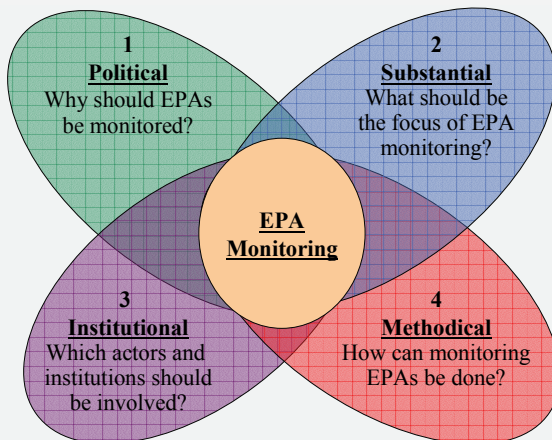 1
Political
Why should EPAs
be monitored?
2
Substantial
What should be
the focus of EPA
monitoring?
EPA
Monitoring
3
Institutional
Which actors and
institutions should
be involved?
4
Methodical
How can monitoring
EPAs be done?